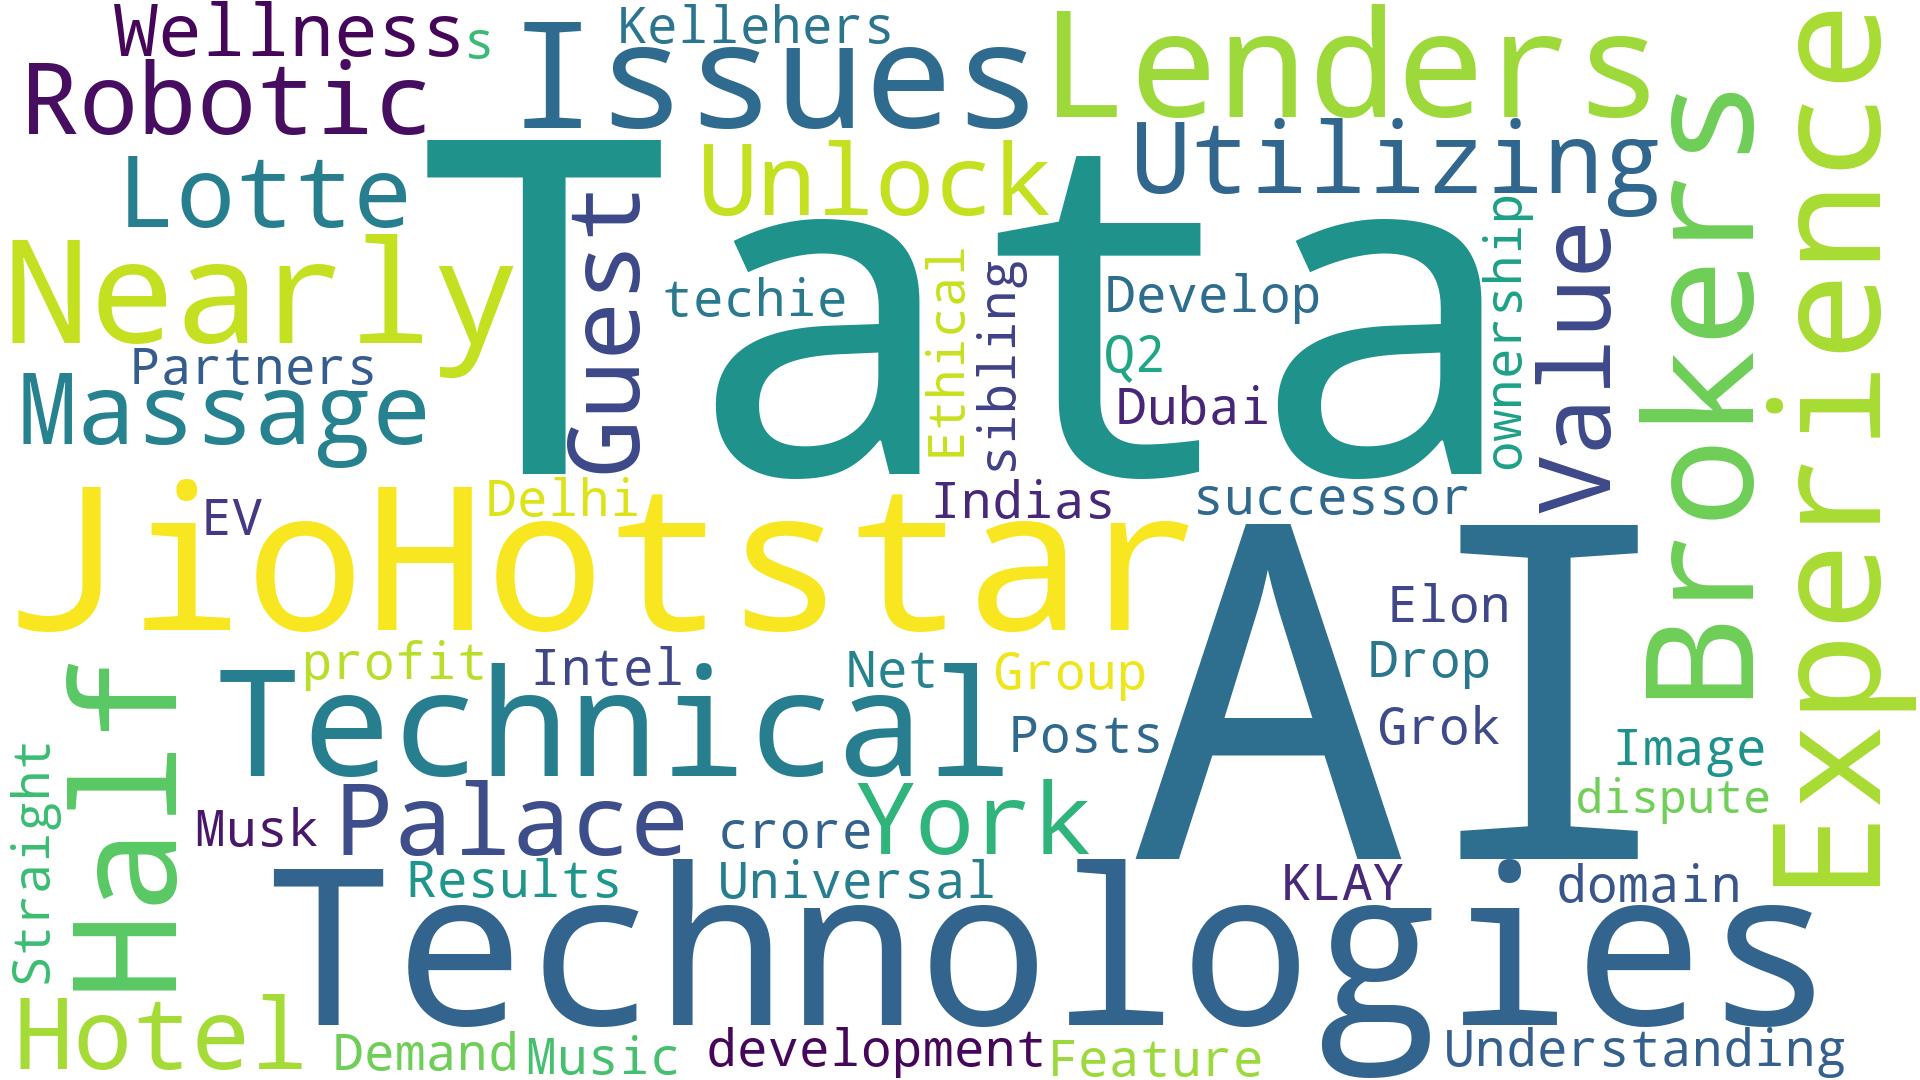 Wellness
s
Kellehers
Issues
Lenders
Experience
Robotic
Brokers
Utilizing
Lotte
Tata
Unlock
Guest
Value
ownership
Nearly
techie
Ethical
sibling
Develop
Q2
Partners
Massage
Dubai
JioHotstar
EV
Delhi
Indias
successor
AI
Elon
profit
Intel
Net
Group
Drop
Technical
Half
Posts
Grok
Image
Straight
Musk
Palace
crore
York
dispute
Results
Universal
KLAY
domain
Technologies
Hotel
Demand
Music
development
Feature
Understanding